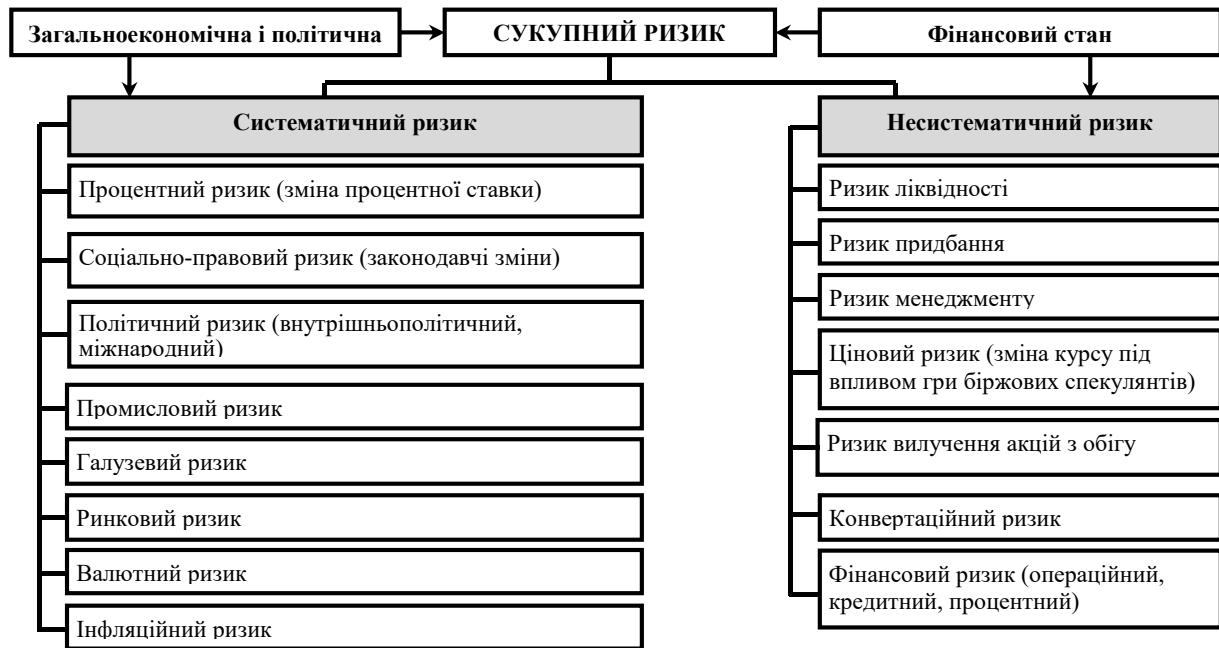 Загальноекономічна і політична
СУКУПНИЙ РИЗИК
Фінансовий стан
Систематичний ризик
Процентний ризик (зміна процентної ставки)
Соціально-правовий ризик (законодавчі зміни)
Політичний ризик (внутрішньополітичний,
міжнародний)
Промисловий ризик
Галузевий ризик
Ринковий ризик
Валютний ризик
Інфляційний ризик
Несистематичний ризик
Ризик ліквідності
Ризик придбання
Ризик менеджменту
Ціновий ризик (зміна курсу під
впливом гри біржових спекулянтів)
Ризик вилучення акцій з обігу
Конвертаційний ризик
Фінансовий ризик (операційний,
кредитний, процентний)